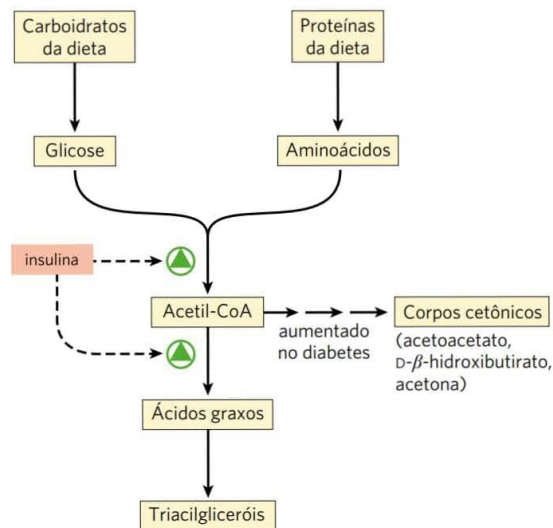 Carboidratos
da dieta
Proteínas
da dieta
Glicose
Aminoácidos
insulina
Acetil-CoA
aumentado
no diabetes
Corpos cetônicos
(acetoacetato,
D-β-hidroxibutirato,
acetona)
Ácidos graxos
Triacilgliceróis